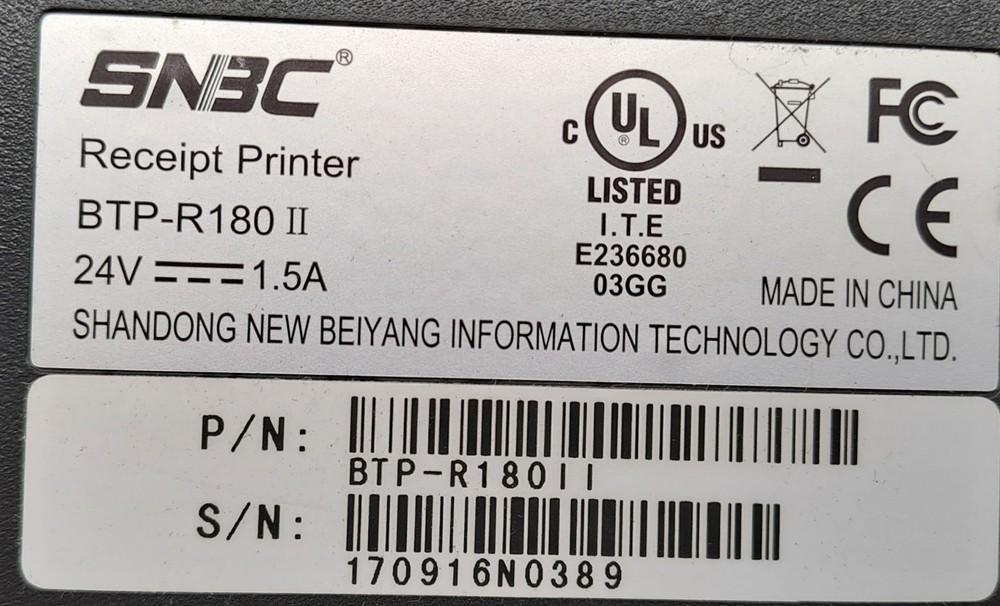 SNBC®
Receipt Printer
BTP-R180 II
24V 1.5A
C UL® US
LISTED
I.T.E
E236680
03GG
FC
CE
MADE IN CHINA
SHANDONG NEW BEIYANG INFORMATION TECHNOLOGY CO.,LTD.
P/N:
BTP-R180II
S/N:
170916N0389